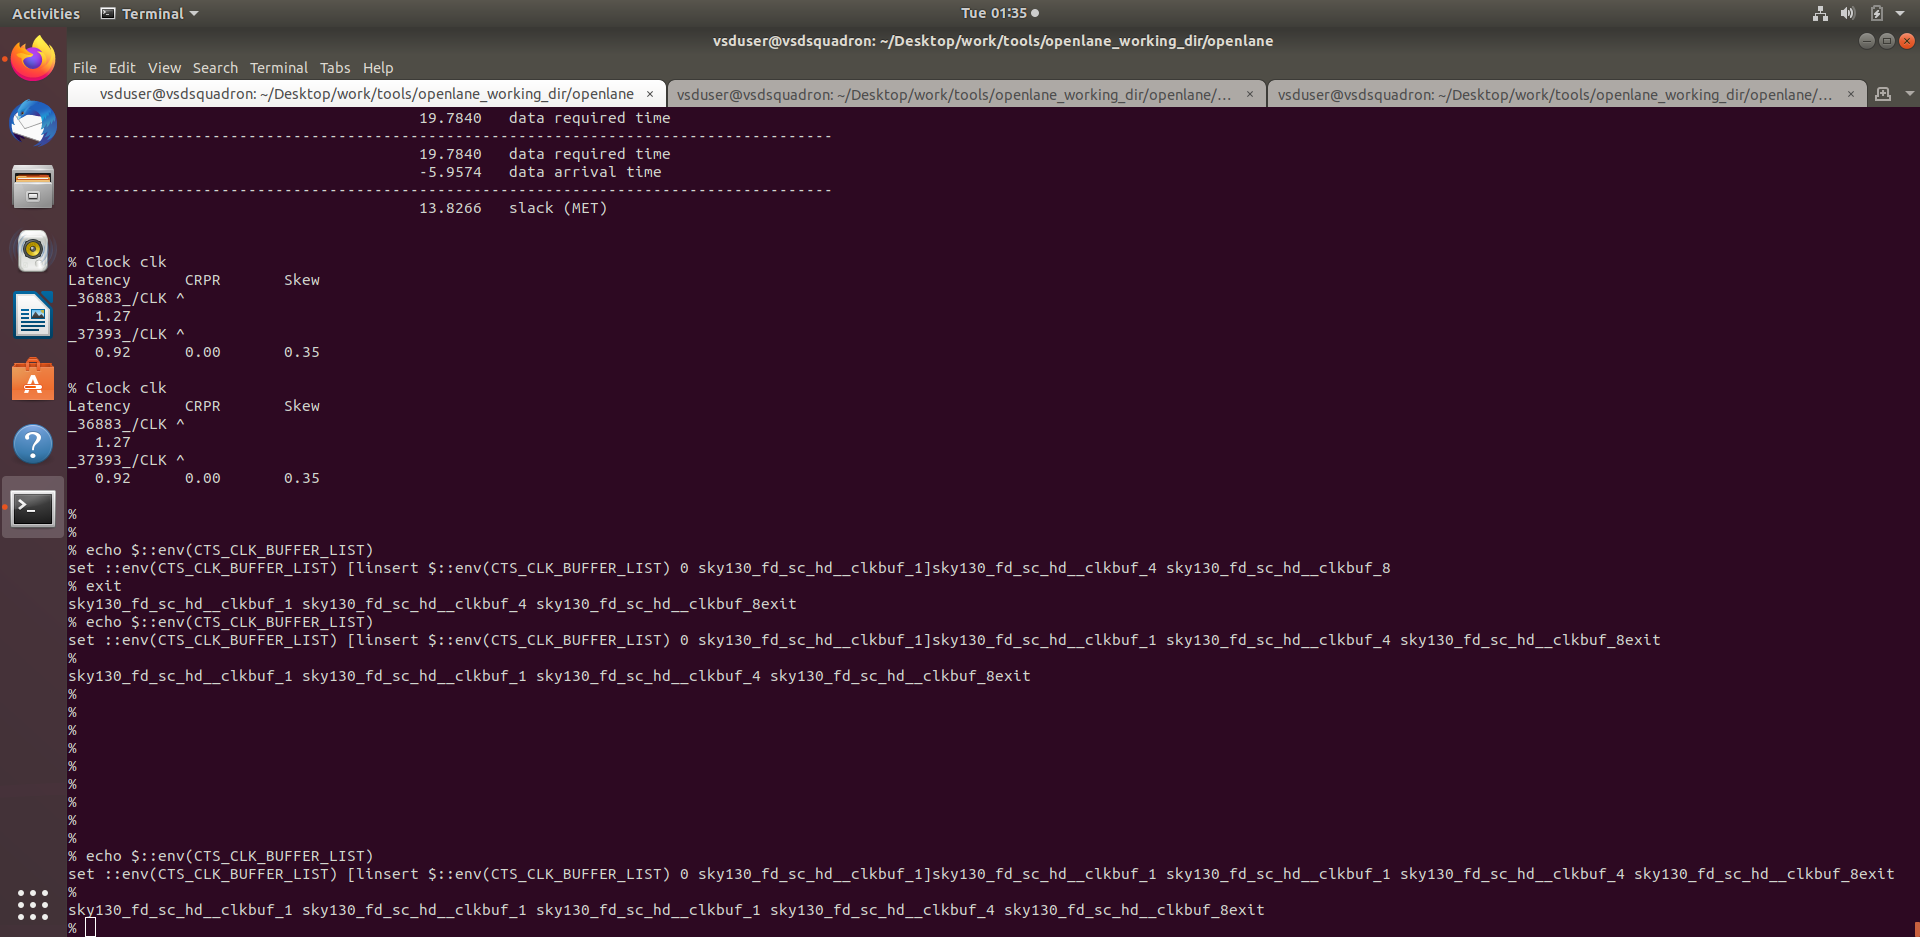 Activities Terminal Tue 01:35
vsduser@vsdsquadron: ~/Desktop/work/tools/openlane_working_dir/openlane
File Edit View Search Terminal Tabs Help
vsduser@vsdsquadron: ~/Desktop/work/tools/openlane_working_dir/openlane × vsduser@vsdsquadron: ~/Desktop/work/tools/openlane_working_dir/openlane/... × vsduser@vsdsquadron: ~/Desktop/work/tools/openlane_working_dir/openlane/... ×
19.7840 data required time
-------------------------------------------------------------------------------------
19.7840 data required time
-5.9574 data arrival time
-------------------------------------------------------------------------------------
13.8266 slack (MET)
% Clock clk
Latency CRPR Skew
_36883_/CLK ^
1.27
_37393_/CLK ^
0.92 0.00 0.35
% Clock clk
Latency CRPR Skew
_36883_/CLK ^
1.27
_37393_/CLK ^
0.92 0.00 0.35
%
%
% echo $::env(CTS_CLK_BUFFER_LIST)
set ::env(CTS_CLK_BUFFER_LIST) [linsert $::env(CTS_CLK_BUFFER_LIST) 0 sky130_fd_sc_hd__clkbuf_1]sky130_fd_sc_hd__clkbuf_4 sky130_fd_sc_hd__clkbuf_8
% exit
sky130_fd_sc_hd__clkbuf_1 sky130_fd_sc_hd__clkbuf_4 sky130_fd_sc_hd__clkbuf_8exit
% echo $::env(CTS_CLK_BUFFER_LIST)
set ::env(CTS_CLK_BUFFER_LIST) [linsert $::env(CTS_CLK_BUFFER_LIST) 0 sky130_fd_sc_hd__clkbuf_1]sky130_fd_sc_hd__clkbuf_1 sky130_fd_sc_hd__clkbuf_4 sky130_fd_sc_hd__clkbuf_8exit
%
sky130_fd_sc_hd__clkbuf_1 sky130_fd_sc_hd__clkbuf_1 sky130_fd_sc_hd__clkbuf_4 sky130_fd_sc_hd__clkbuf_8exit
%
%
%
%
%
%
%
%
%
% echo $::env(CTS_CLK_BUFFER_LIST)
set ::env(CTS_CLK_BUFFER_LIST) [linsert $::env(CTS_CLK_BUFFER_LIST) 0 sky130_fd_sc_hd__clkbuf_1]sky130_fd_sc_hd__clkbuf_1 sky130_fd_sc_hd__clkbuf_1 sky130_fd_sc_hd__clkbuf_4 sky130_fd_sc_hd__clkbuf_8exit
%
sky130_fd_sc_hd__clkbuf_1 sky130_fd_sc_hd__clkbuf_1 sky130_fd_sc_hd__clkbuf_1 sky130_fd_sc_hd__clkbuf_4 sky130_fd_sc_hd__clkbuf_8exit
%